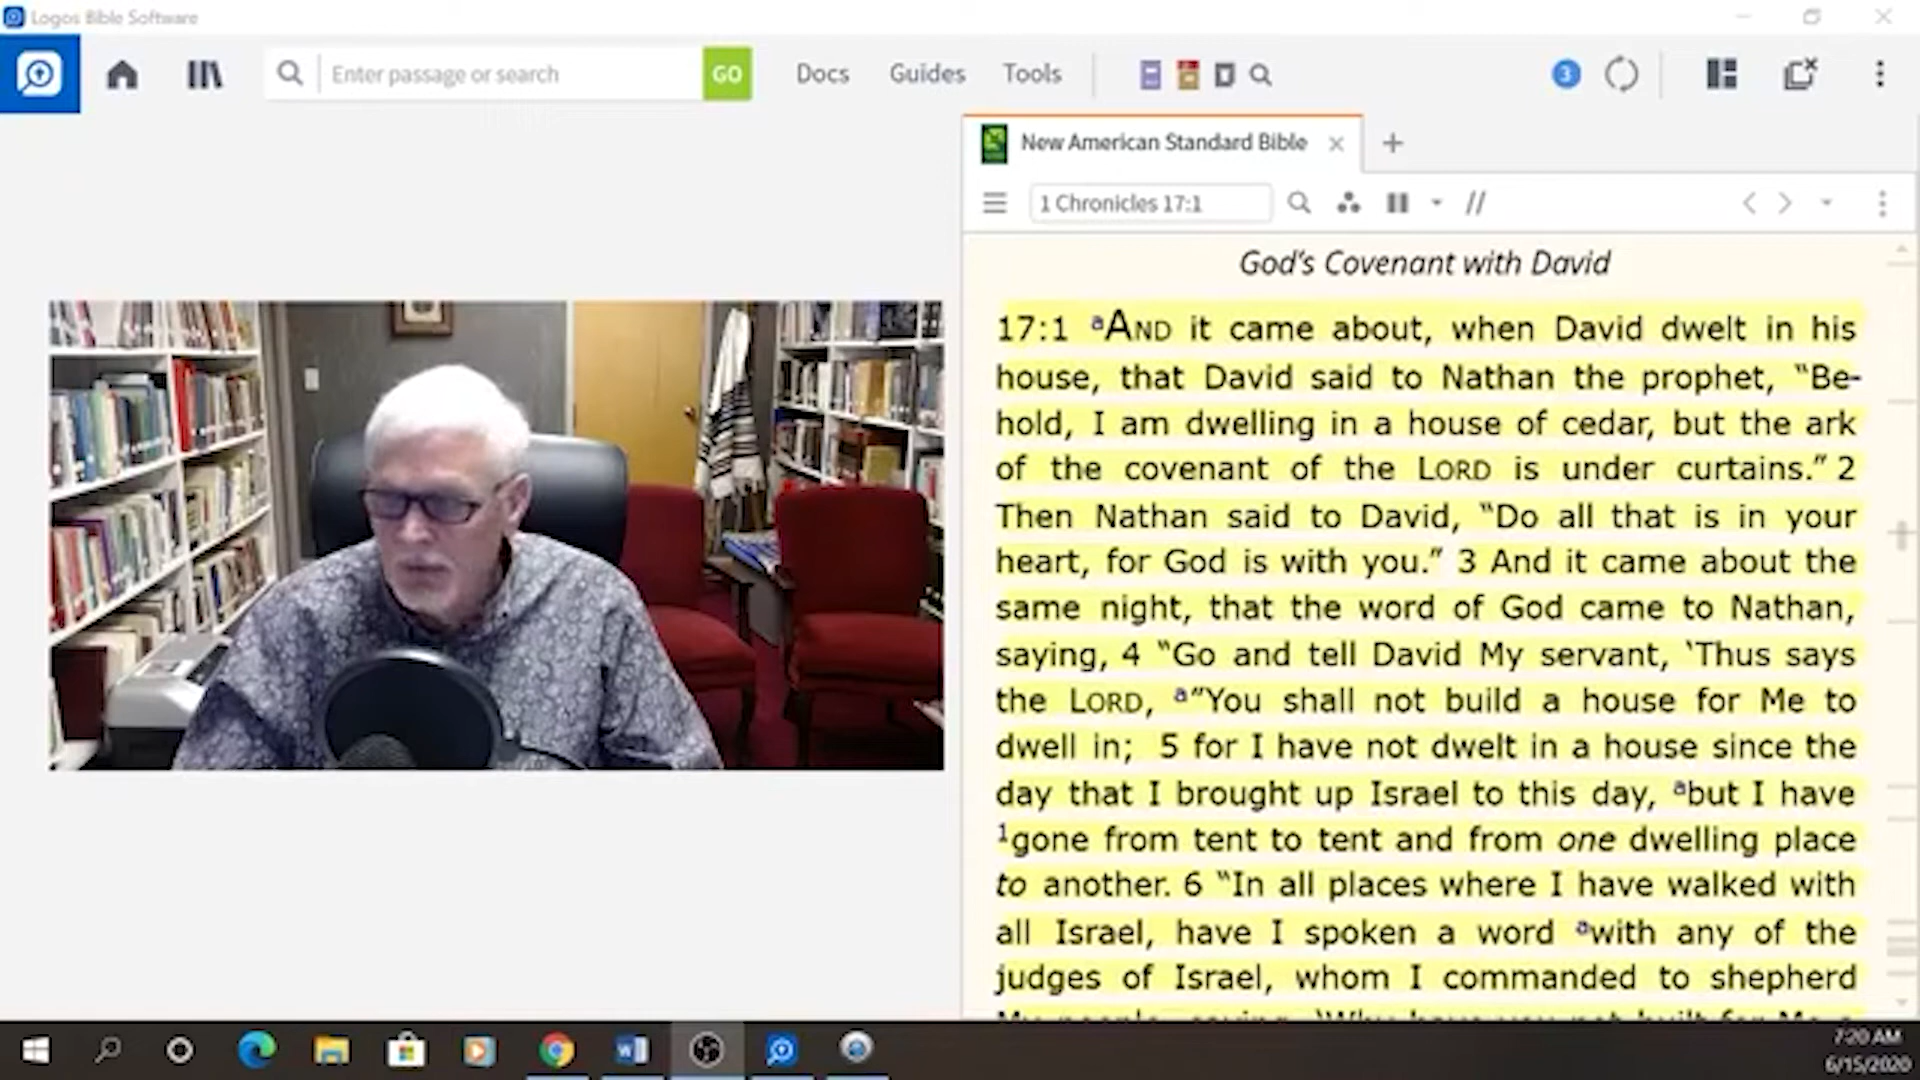 Logos Bible Software
Enter passage or search
GO
Docs
Guides
Tools
3
New American Standard Bible
1 Chronicles 17:1
God's Covenant with David
17:1 ᵃAND it came about, when David dwelt in his
house, that David said to Nathan the prophet, “Be-
hold, I am dwelling in a house of cedar, but the ark
of the covenant of the LORD is under curtains.” 2
Then Nathan said to David, “Do all that is in your
heart, for God is with you.” 3 And it came about the
same night, that the word of God came to Nathan,
saying, 4 “Go and tell David My servant, ‘Thus says
the LORD, ᵃ“You shall not build a house for Me to
dwell in; 5 for I have not dwelt in a house since the
day that I brought up Israel to this day, ᵃbut I have
¹gone from tent to tent and from one dwelling place
to another. 6 “In all places where I have walked with
all Israel, have I spoken a word ᵃwith any of the
judges of Israel, whom I commanded to shepherd
7:20 AM
6/15/2020